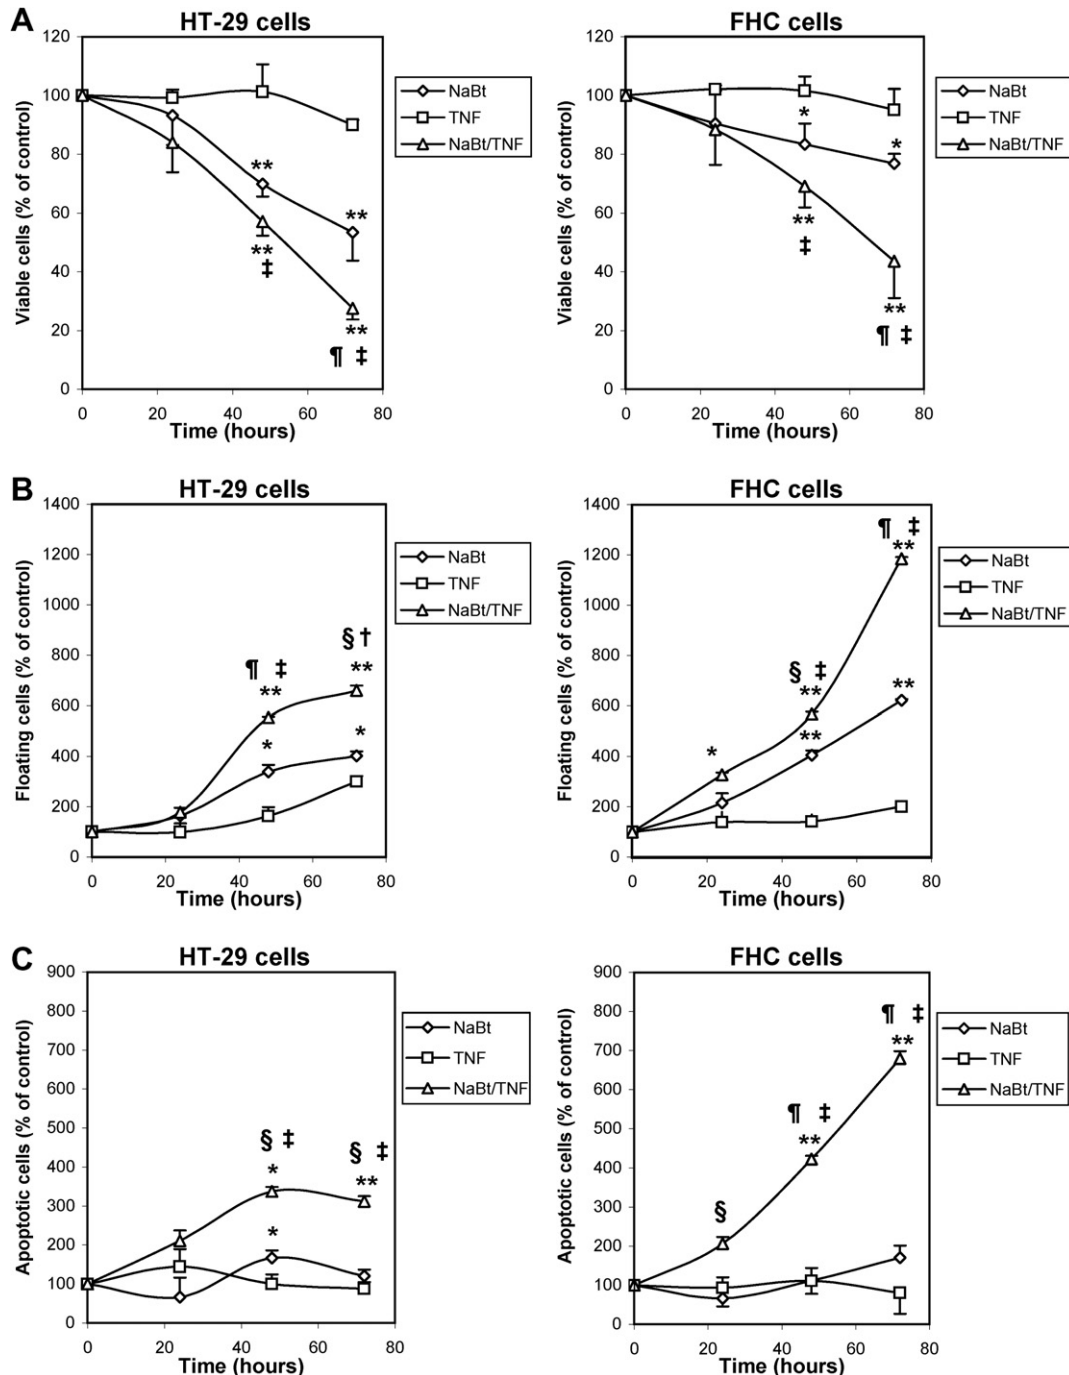 A
HT-29 cells
Viable cells (% of control)
120
100
80
60
40
20
0
**
**
**
‡
**
¶ ‡
0 20 40 60 80
Time (hours)
NaBt
TNF
NaBt/TNF
FHC cells
Viable cells (% of control)
120
100
80
60
40
20
0
*
*
**
‡
**
¶ ‡
0 20 40 60 80
Time (hours)
NaBt
TNF
NaBt/TNF
B
HT-29 cells
Floating cells (% of control)
1400
1200
1000
800
600
400
200
0
§ †
¶ ‡
**
**
*
*
0 20 40 60 80
Time (hours)
NaBt
TNF
NaBt/TNF
FHC cells
Floating cells (% of control)
1400
1200
1000
800
600
400
200
0
¶ ‡
**
§ ‡
**
**
**
*
0 20 40 60 80
Time (hours)
NaBt
TNF
NaBt/TNF
C
HT-29 cells
Apoptotic cells (% of control)
900
800
700
600
500
400
300
200
100
0
§ ‡
§ ‡
*
**
*
0 20 40 60 80
Time (hours)
NaBt
TNF
NaBt/TNF
FHC cells
Apoptotic cells (% of control)
900
800
700
600
500
400
300
200
100
0
¶ ‡
**
¶ ‡
**
§
0 20 40 60 80
Time (hours)
NaBt
TNF
NaBt/TNF